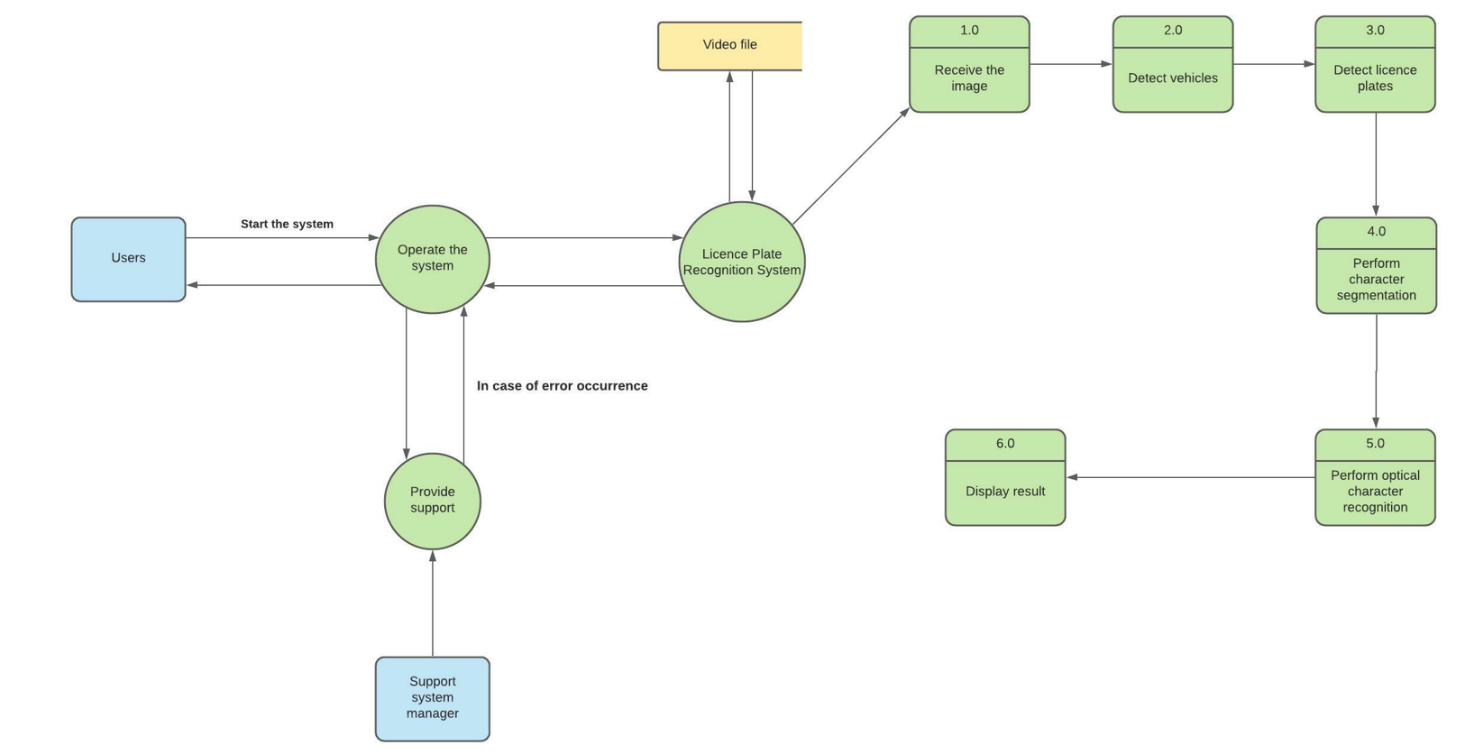 Video file
1.0
Receive the
image
2.0
Detect vehicles
3.0
Detect licence
plates
Users
Start the system
Operate the
system
Licence Plate
Recognition System
4.0
Perform
character
segmentation
In case of error occurrence
Provide
support
6.0
Display result
5.0
Perform optical
character
recognition
Support
system
manager